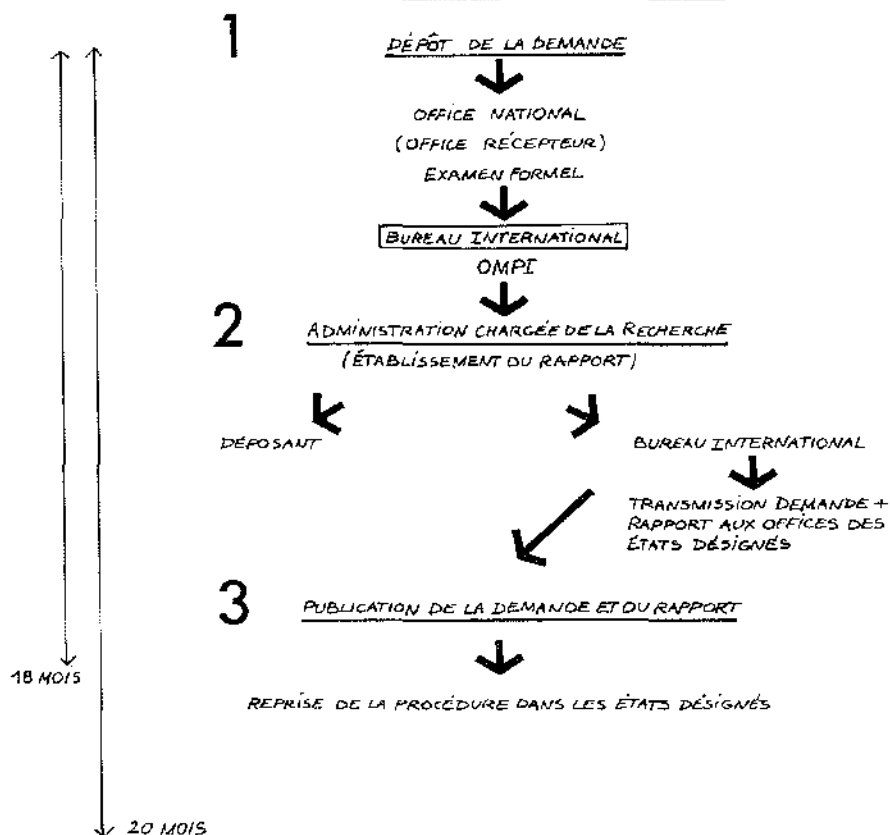 1
DÉPÔT DE LA DEMANDE
OFFICE NATIONAL
(OFFICE RÉCEPTEUR)
EXAMEN FORMEL
BUREAU INTERNATIONAL
OMPI
2
ADMINISTRATION CHARGÉE DE LA RECHERCHE
(ÉTABLISSEMENT DU RAPPORT)
DÉPOSANT
BUREAU INTERNATIONAL
TRANSMISSION DEMANDE +
RAPPORT AUX OFFICES DES
ÉTATS DÉSIGNÉS
3
PUBLICATION DE LA DEMANDE ET DU RAPPORT
18 MOIS
REPRISE DE LA PROCÉDURE DANS LES ÉTATS DÉSIGNÉS
20 MOIS